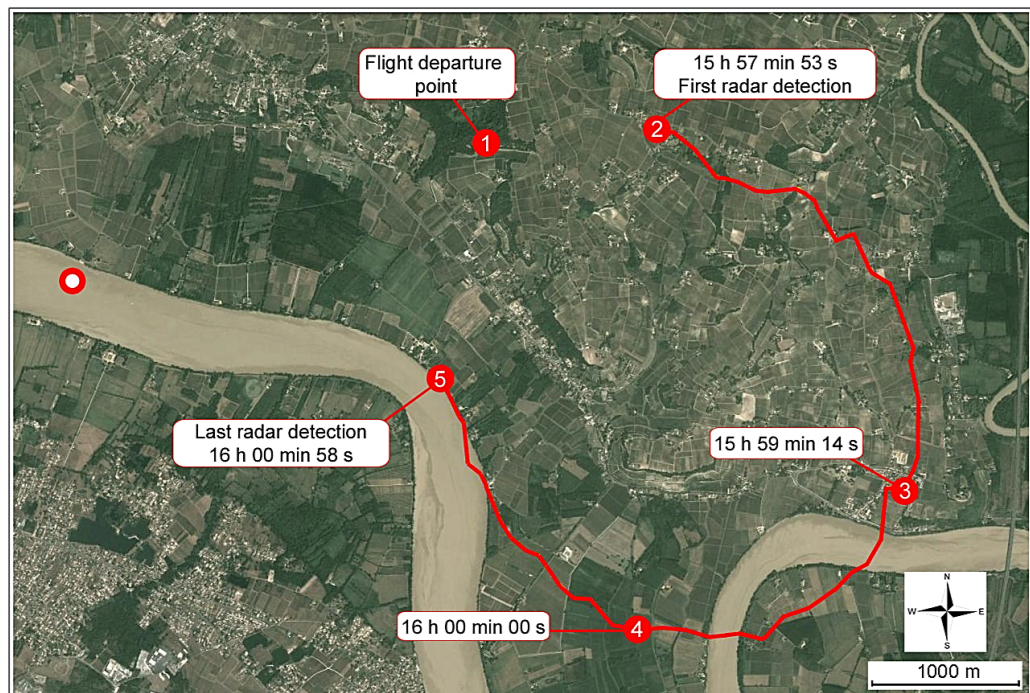 Flight departure
point
15 h 57 min 53 s
First radar detection
1
2
5
Last radar detection
16 h 00 min 58 s
15 h 59 min 14 s
3
16 h 00 min 00 s
4
N
W E
S
1000 m